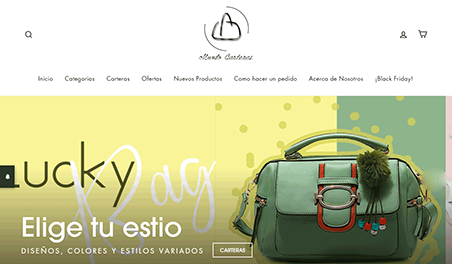 Mundo Carteras
Inicio Categorias Carteras Ofertas Nuevos Productos Como hacer un pedido Acerca de Nosotros ¡Black Friday!
Lucky
Bag
Elige tu estio
DISEÑOS, COLORES Y ESTILOS VARIADOS CARTERAS